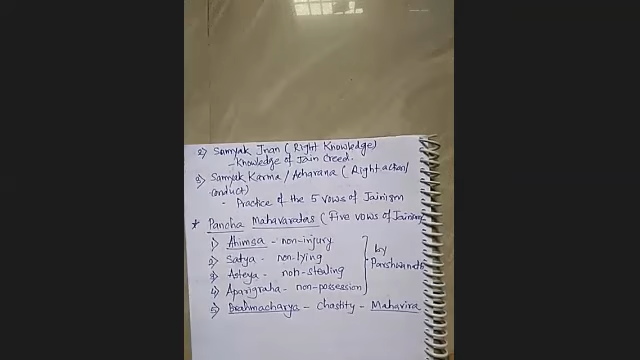 2) Samyak Jnan (Right Knowledge)
- Knowledge of Jain Creed.
3) Samyak Karma / Acharana (Right action/
conduct)
- Practice of the 5 vows of Jainism
* Pancha Mahavaratas (Five vows of Jainism
1) Ahimsa - non-injury
2) Satya - non-lying
3) Asteya - non-stealing
4) Aparigraha - non-possession
by
Parshwanath
5) Brahmacharya - chastity - Mahavira